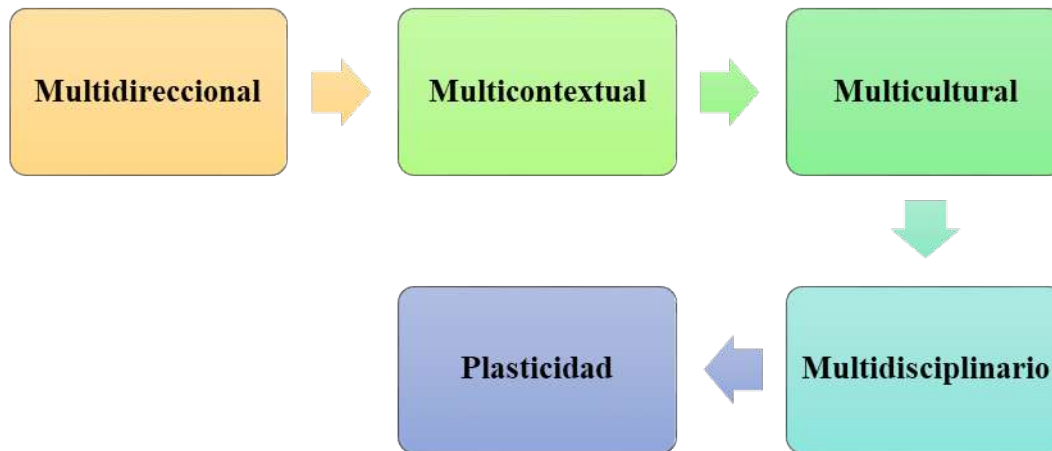 Multidireccional
Multicontextual
Multicultural
Multidisciplinario
Plasticidad